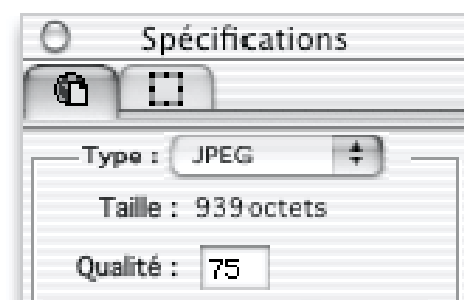 Spécifications
Type : JPEG
Taille : 939 octets
Qualité : 75